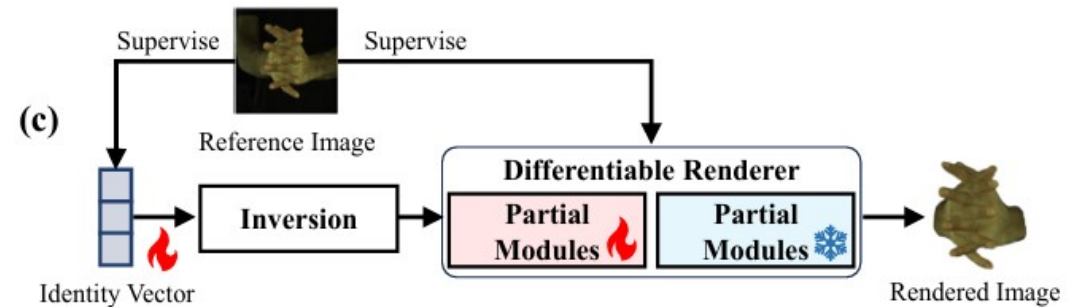 Supervise
Supervise
(c)
Reference Image
Differentiable Renderer
Inversion
Partial
Modules
Partial
Modules
Identity Vector
Rendered Image